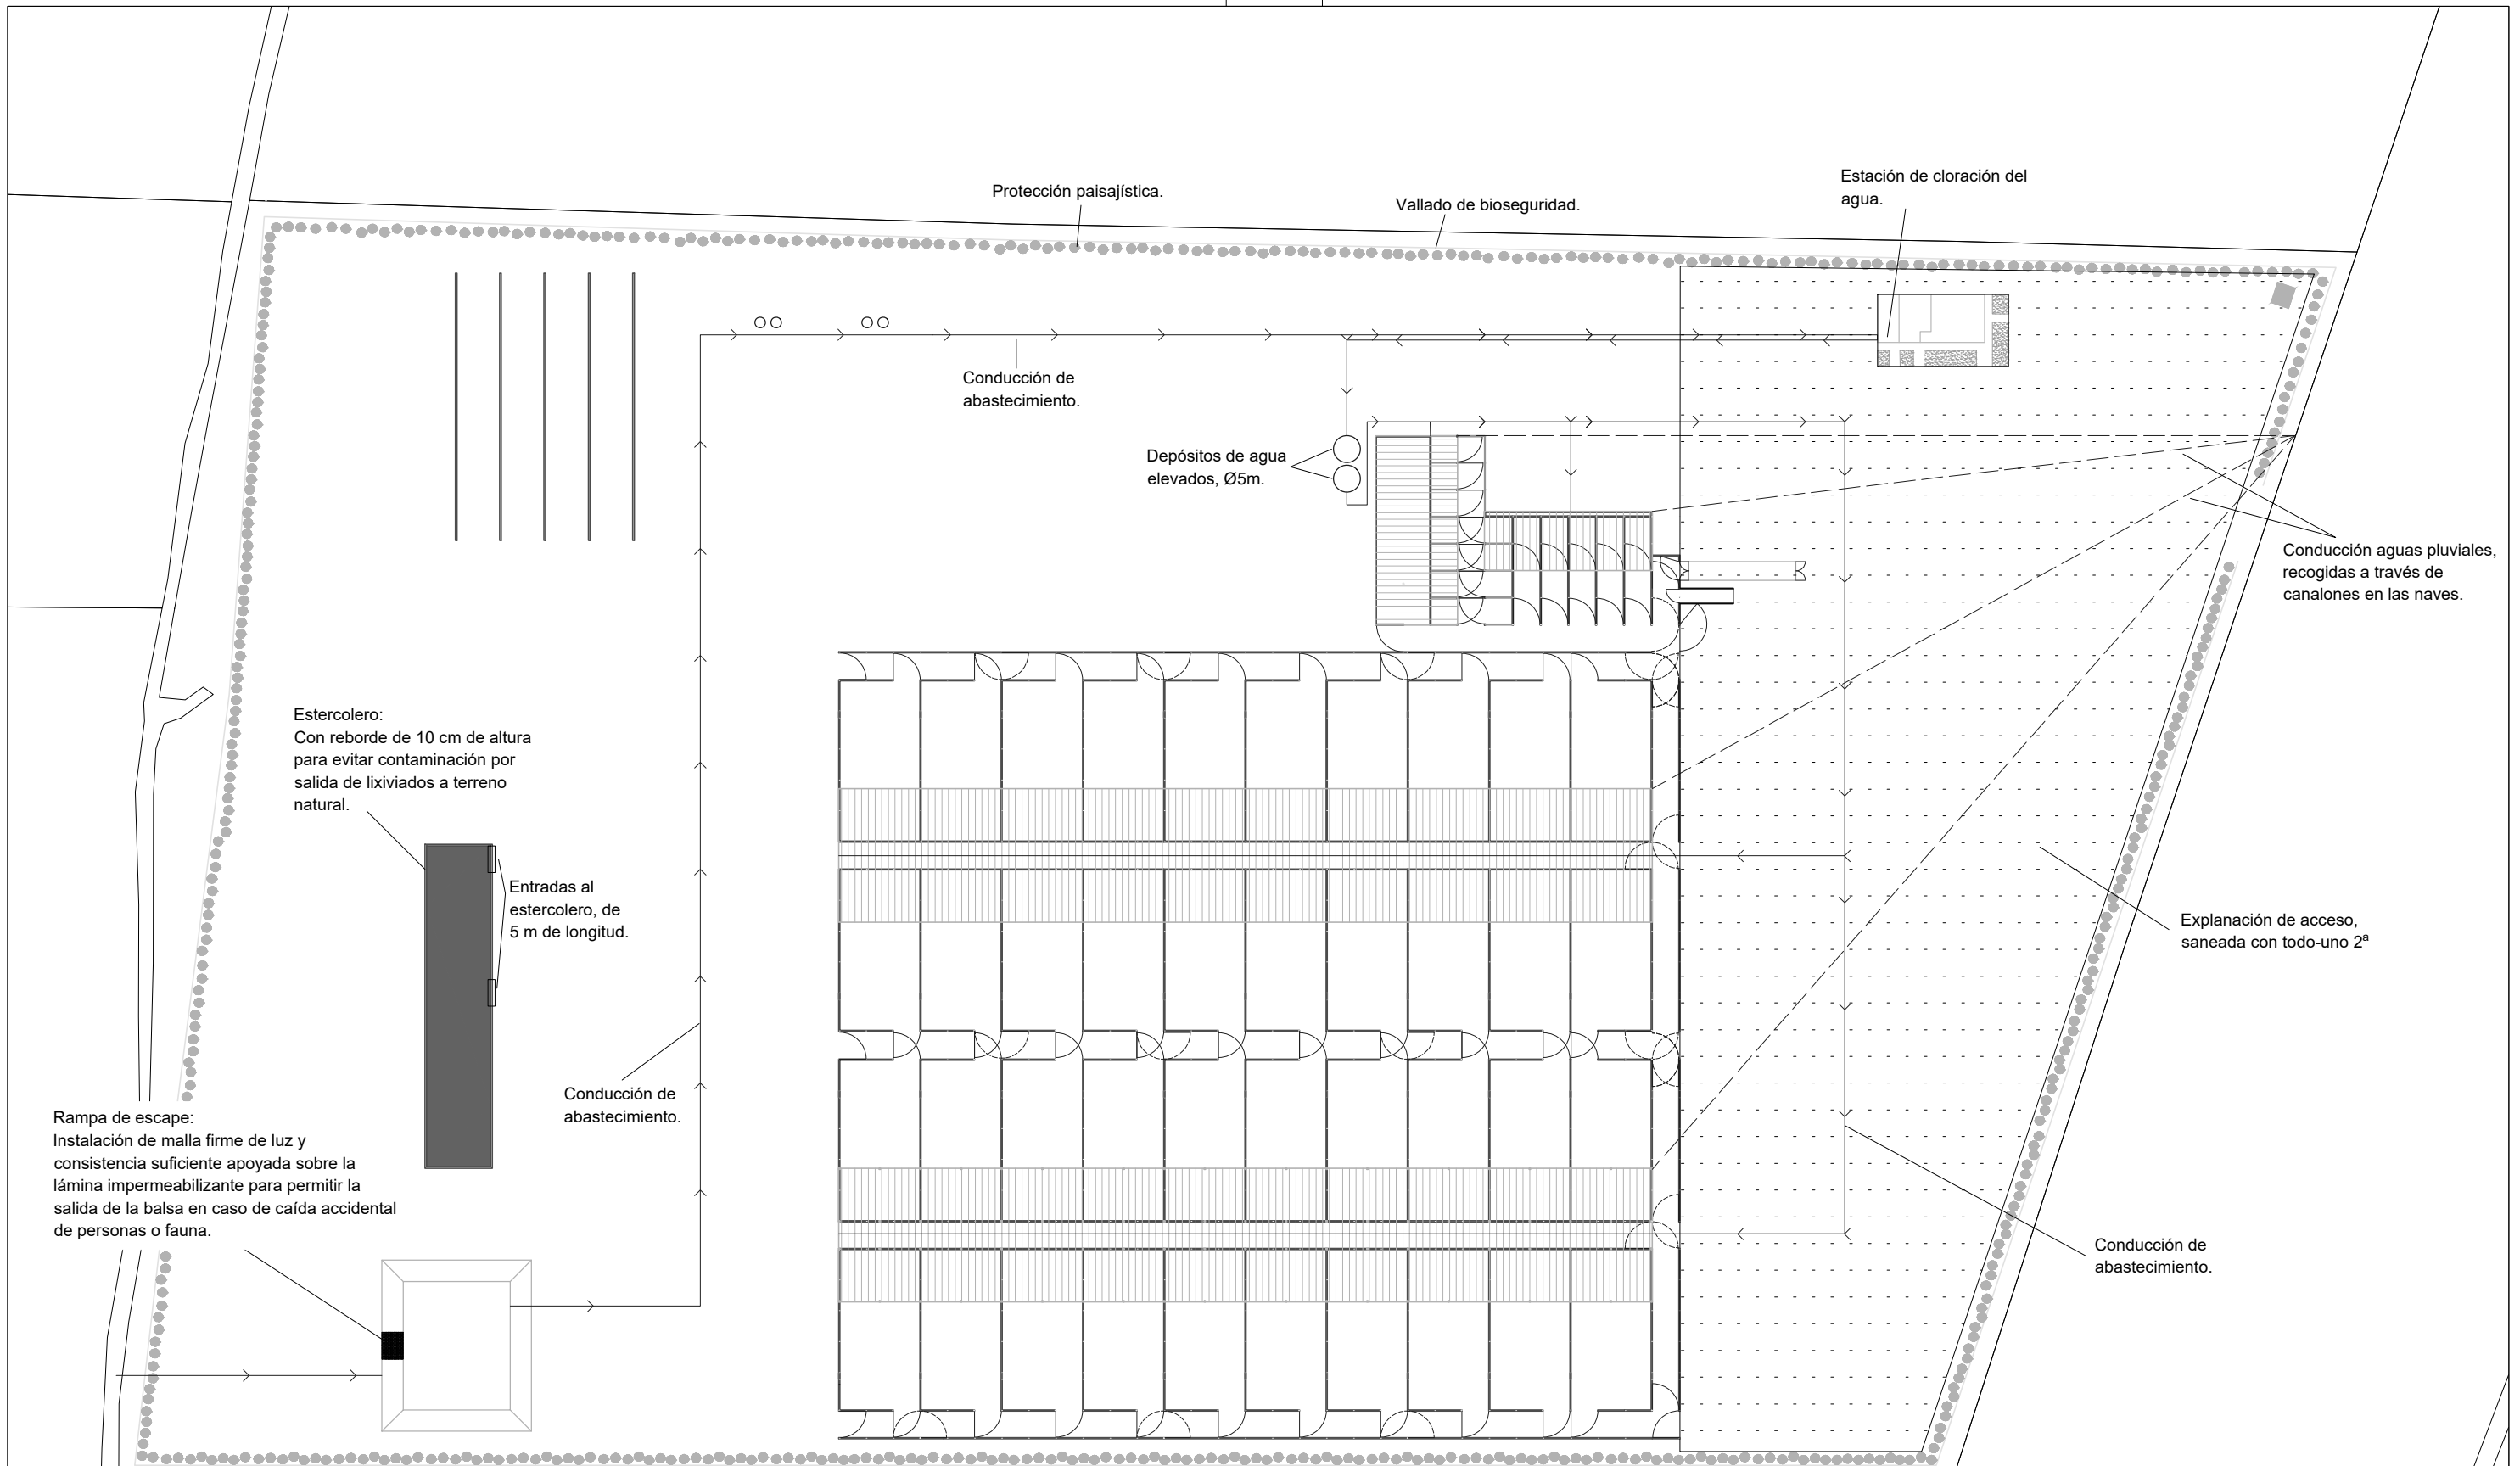 Protección paisajística.
Vallado de bioseguridad.
Estación de cloración del
agua.
Conducción de
abastecimiento.
Depósitos de agua
elevados, Ø5m.
Conducción aguas pluviales,
recogidas a través de
canalones en las naves.
Estercolero:
Con reborde de 10 cm de altura
para evitar contaminación por
salida de lixiviados a terreno
natural.
Entradas al
estercolero, de
5 m de longitud.
Explanación de acceso,
saneada con todo-uno 2ª
Conducción de
abastecimiento.
Rampa de escape:
Instalación de malla firme de luz y
consistencia suficiente apoyada sobre la
lámina impermeabilizante para permitir la
salida de la balsa en caso de caída accidental
de personas o fauna.
Conducción de
abastecimiento.